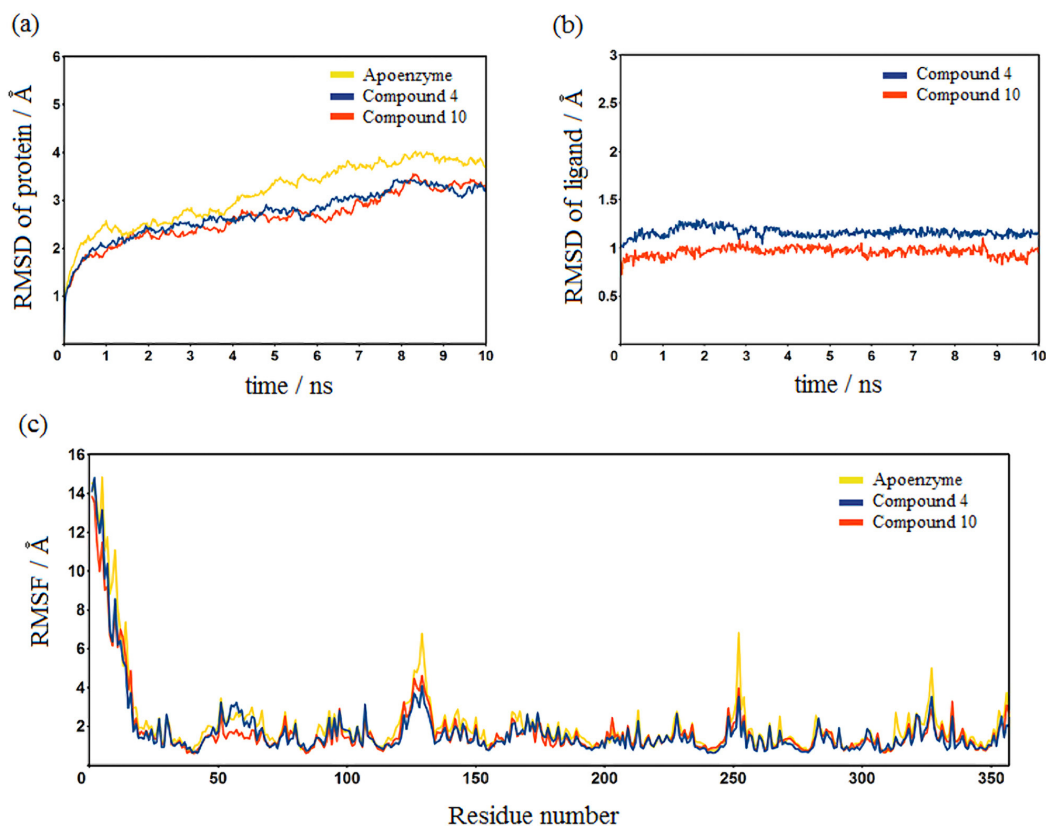 (a)
RMSD of protein / Å
6
5
4
3
2
1
0 1 2 3 4 5 6 7 8 9 10
time / ns
Apoenzyme
Compound 4
Compound 10
(b)
RMSD of ligand / Å
3
2.5
2
1.5
1
0.5
0 1 2 3 4 5 6 7 8 9 10
time / ns
Compound 4
Compound 10
(c)
RMSF / Å
16
14
12
10
8
6
4
2
0 50 100 150 200 250 300 350
Residue number
Apoenzyme
Compound 4
Compound 10